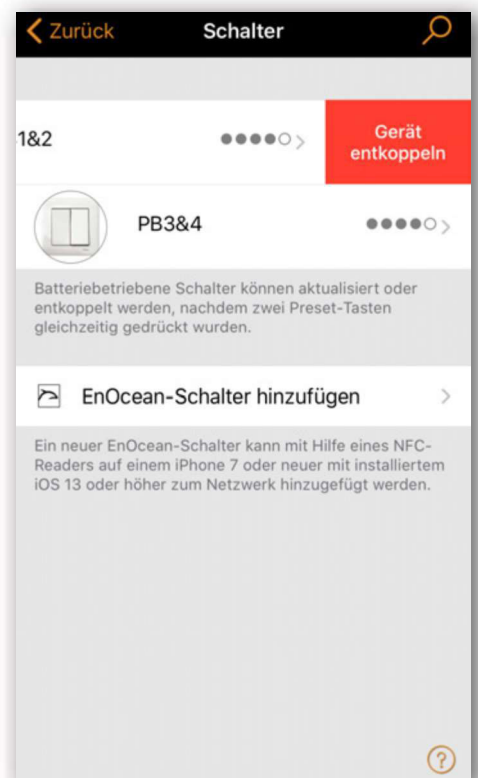 Zurück Schalter
1&2 Gerät entkoppeln
PB3&4
Batteriebetriebene Schalter können aktualisiert oder
entkoppelt werden, nachdem zwei Preset-Tasten
gleichzeitig gedrückt wurden.
EnOcean-Schalter hinzufügen
Ein neuer EnOcean-Schalter kann mit Hilfe eines NFC-
Readers auf einem iPhone 7 oder neuer mit installiertem
iOS 13 oder höher zum Netzwerk hinzugefügt werden.
?